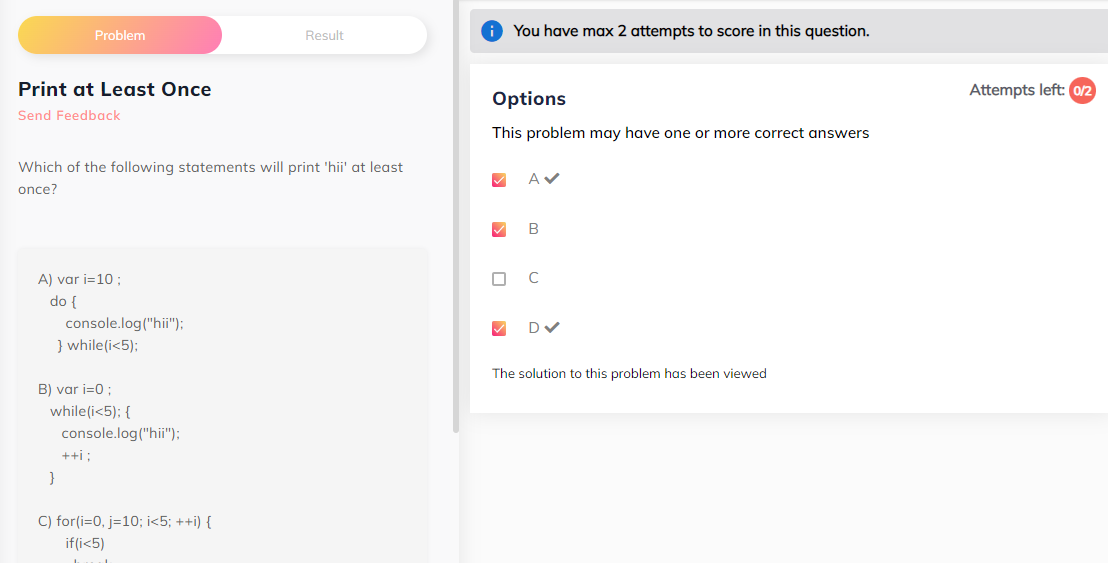 Problem
Result
Print at Least Once
Send Feedback
Which of the following statements will print 'hii' at least
once?
A) var i=10 ;
do {
console.log("hii");
} while(i<5);
B) var i=0 ;
while(i<5); {
console.log("hii");
++i ;
}
C) for(i=0, j=10; i<5; ++i) {
if(i<5)
You have max 2 attempts to score in this question.
Attempts left: 0/2
Options
This problem may have one or more correct answers
A
B
C
D
The solution to this problem has been viewed